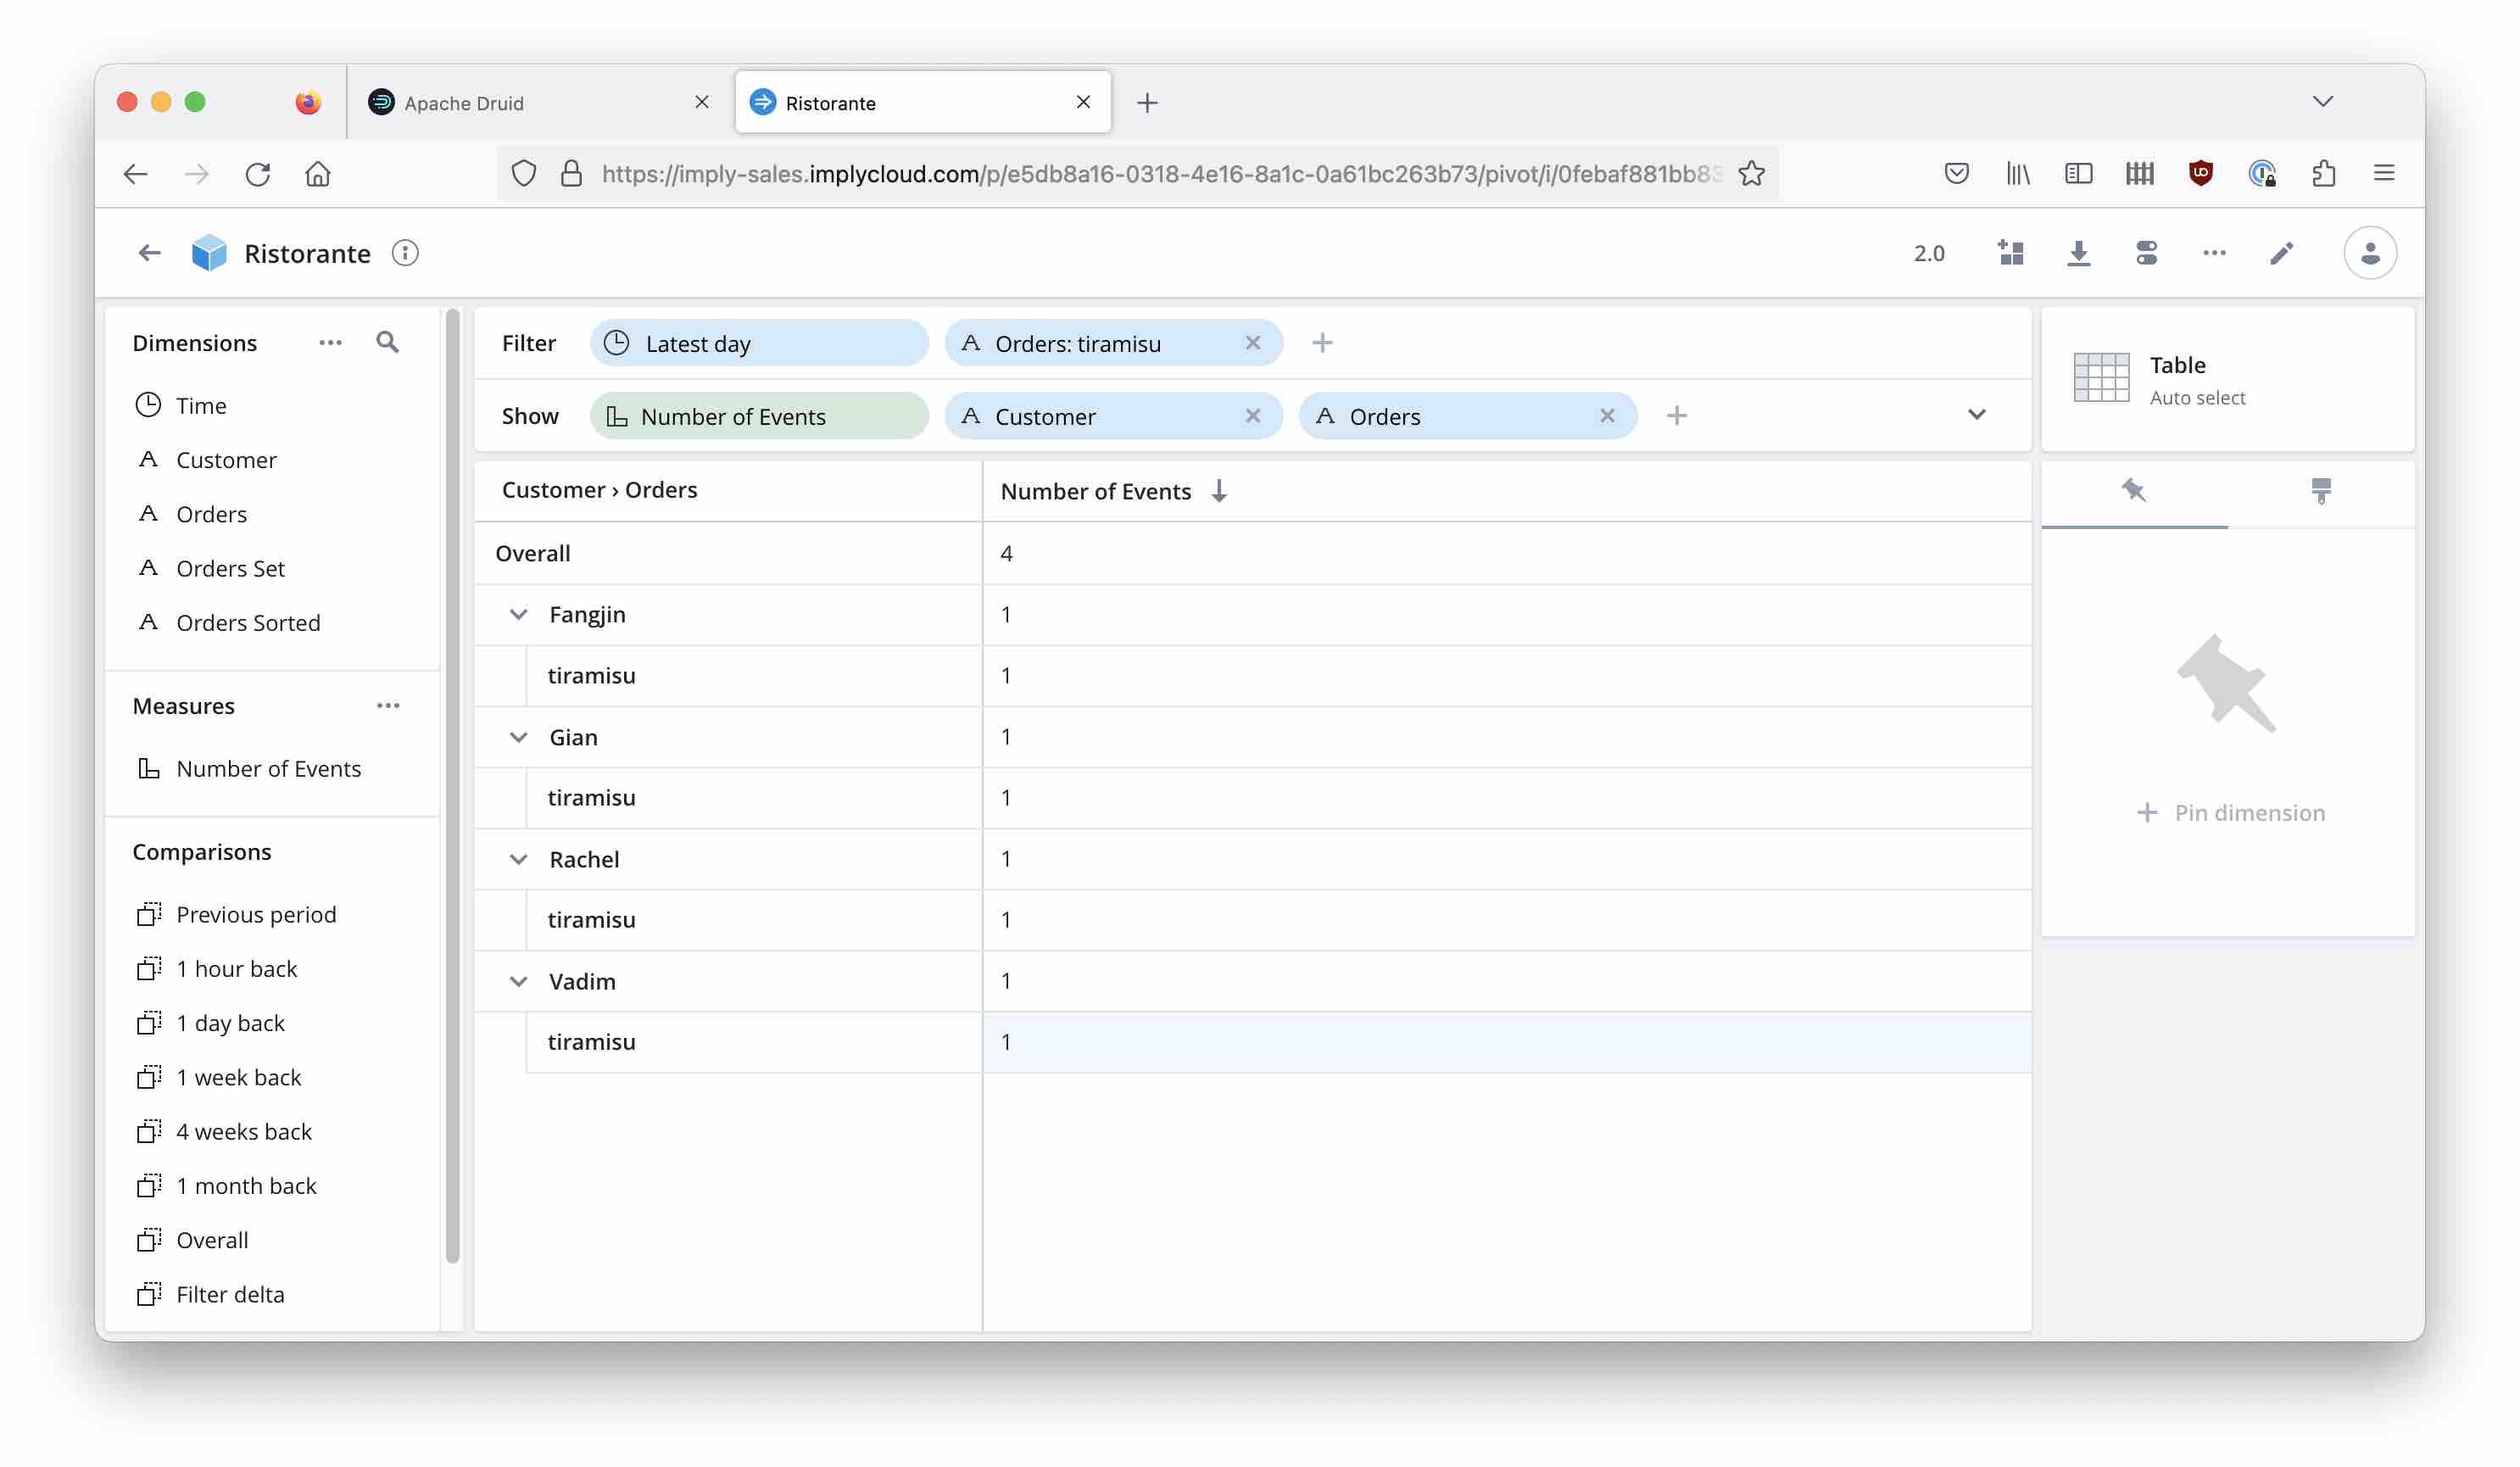 Apache Druid
Ristorante
https://imply-sales.implycloud.com/p/e5db8a16-0318-4e16-8a1c-0a61bc263b73/pivot/i/0febaf881bb83
Ristorante
2.0
Dimensions
Time
Customer
Orders
Orders Set
Orders Sorted
Measures
Number of Events
Comparisons
Previous period
1 hour back
1 day back
1 week back
4 weeks back
1 month back
Overall
Filter delta
Filter
Latest day
Orders: tiramisu
Show
Number of Events
Customer
Orders
Customer › Orders
Number of Events
Overall
4
Fangjin
1
tiramisu
1
Gian
1
tiramisu
1
Rachel
1
tiramisu
1
Vadim
1
tiramisu
1
Table
Auto select
Pin dimension